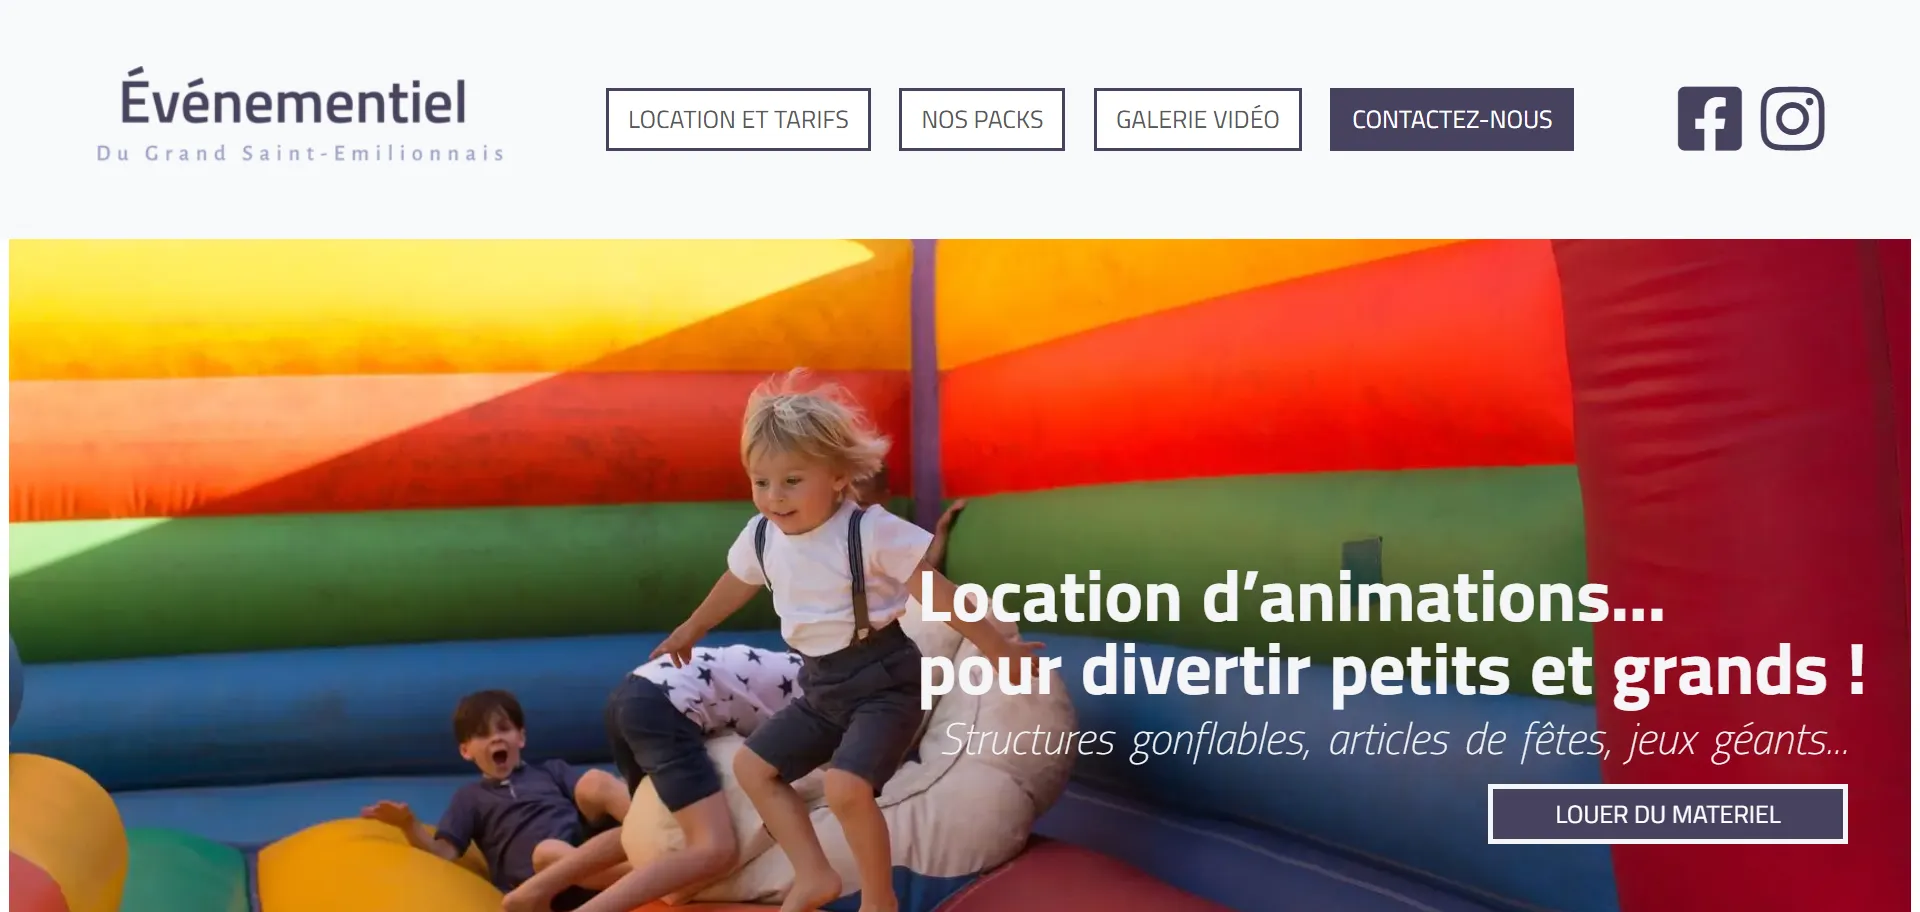 Événementiel
Du Grand Saint-Emilionnais
LOCATION ET TARIFS
NOS PACKS
GALERIE VIDÉO
CONTACTEZ-NOUS
Location d’animations...
pour divertir petits et grands !
Structures gonflables, articles de fêtes, jeux géants...
LOUER DU MATERIEL